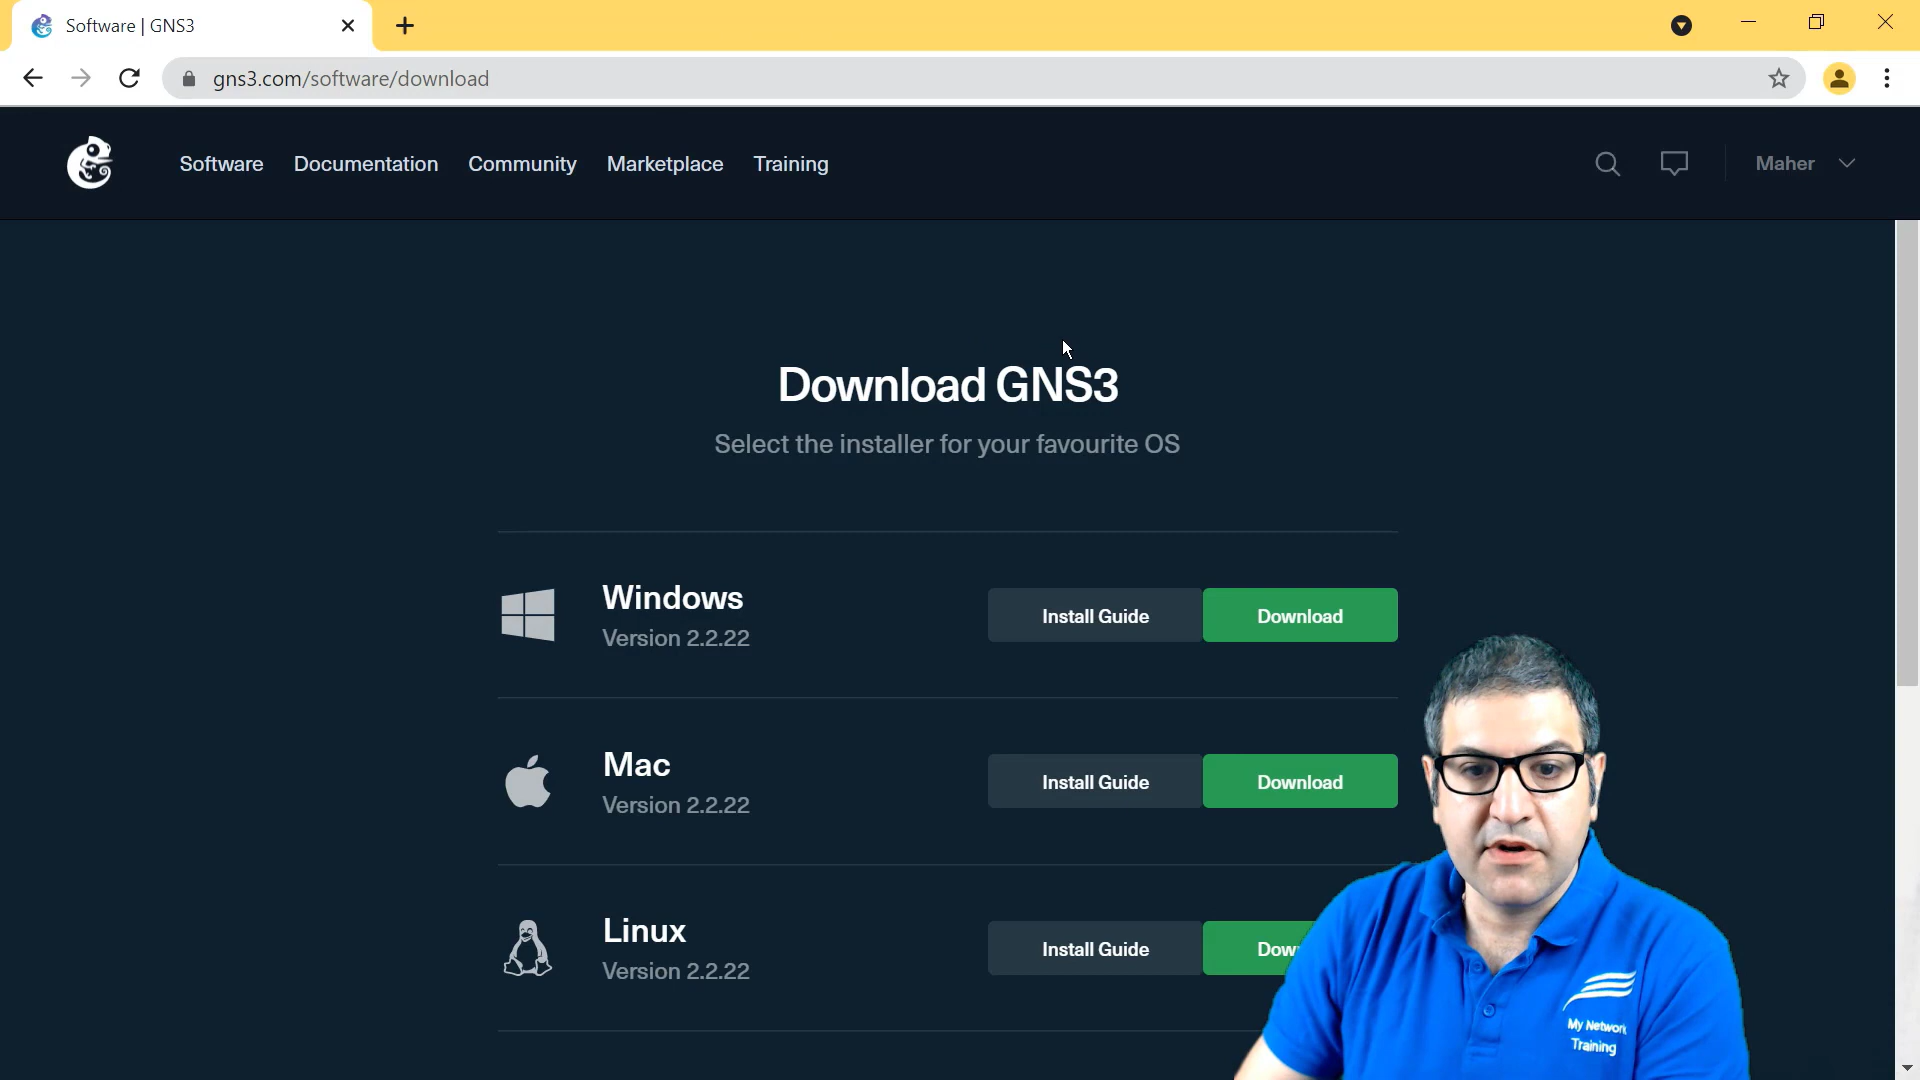 Software | GNS3
gns3.com/software/download
Software Documentation Community Marketplace Training Maher
Download GNS3
Select the installer for your favourite OS
Windows
Version 2.2.22
Install Guide Download
Mac
Version 2.2.22
Install Guide Download
Linux
Version 2.2.22
Install Guide Dow
My Network
Training